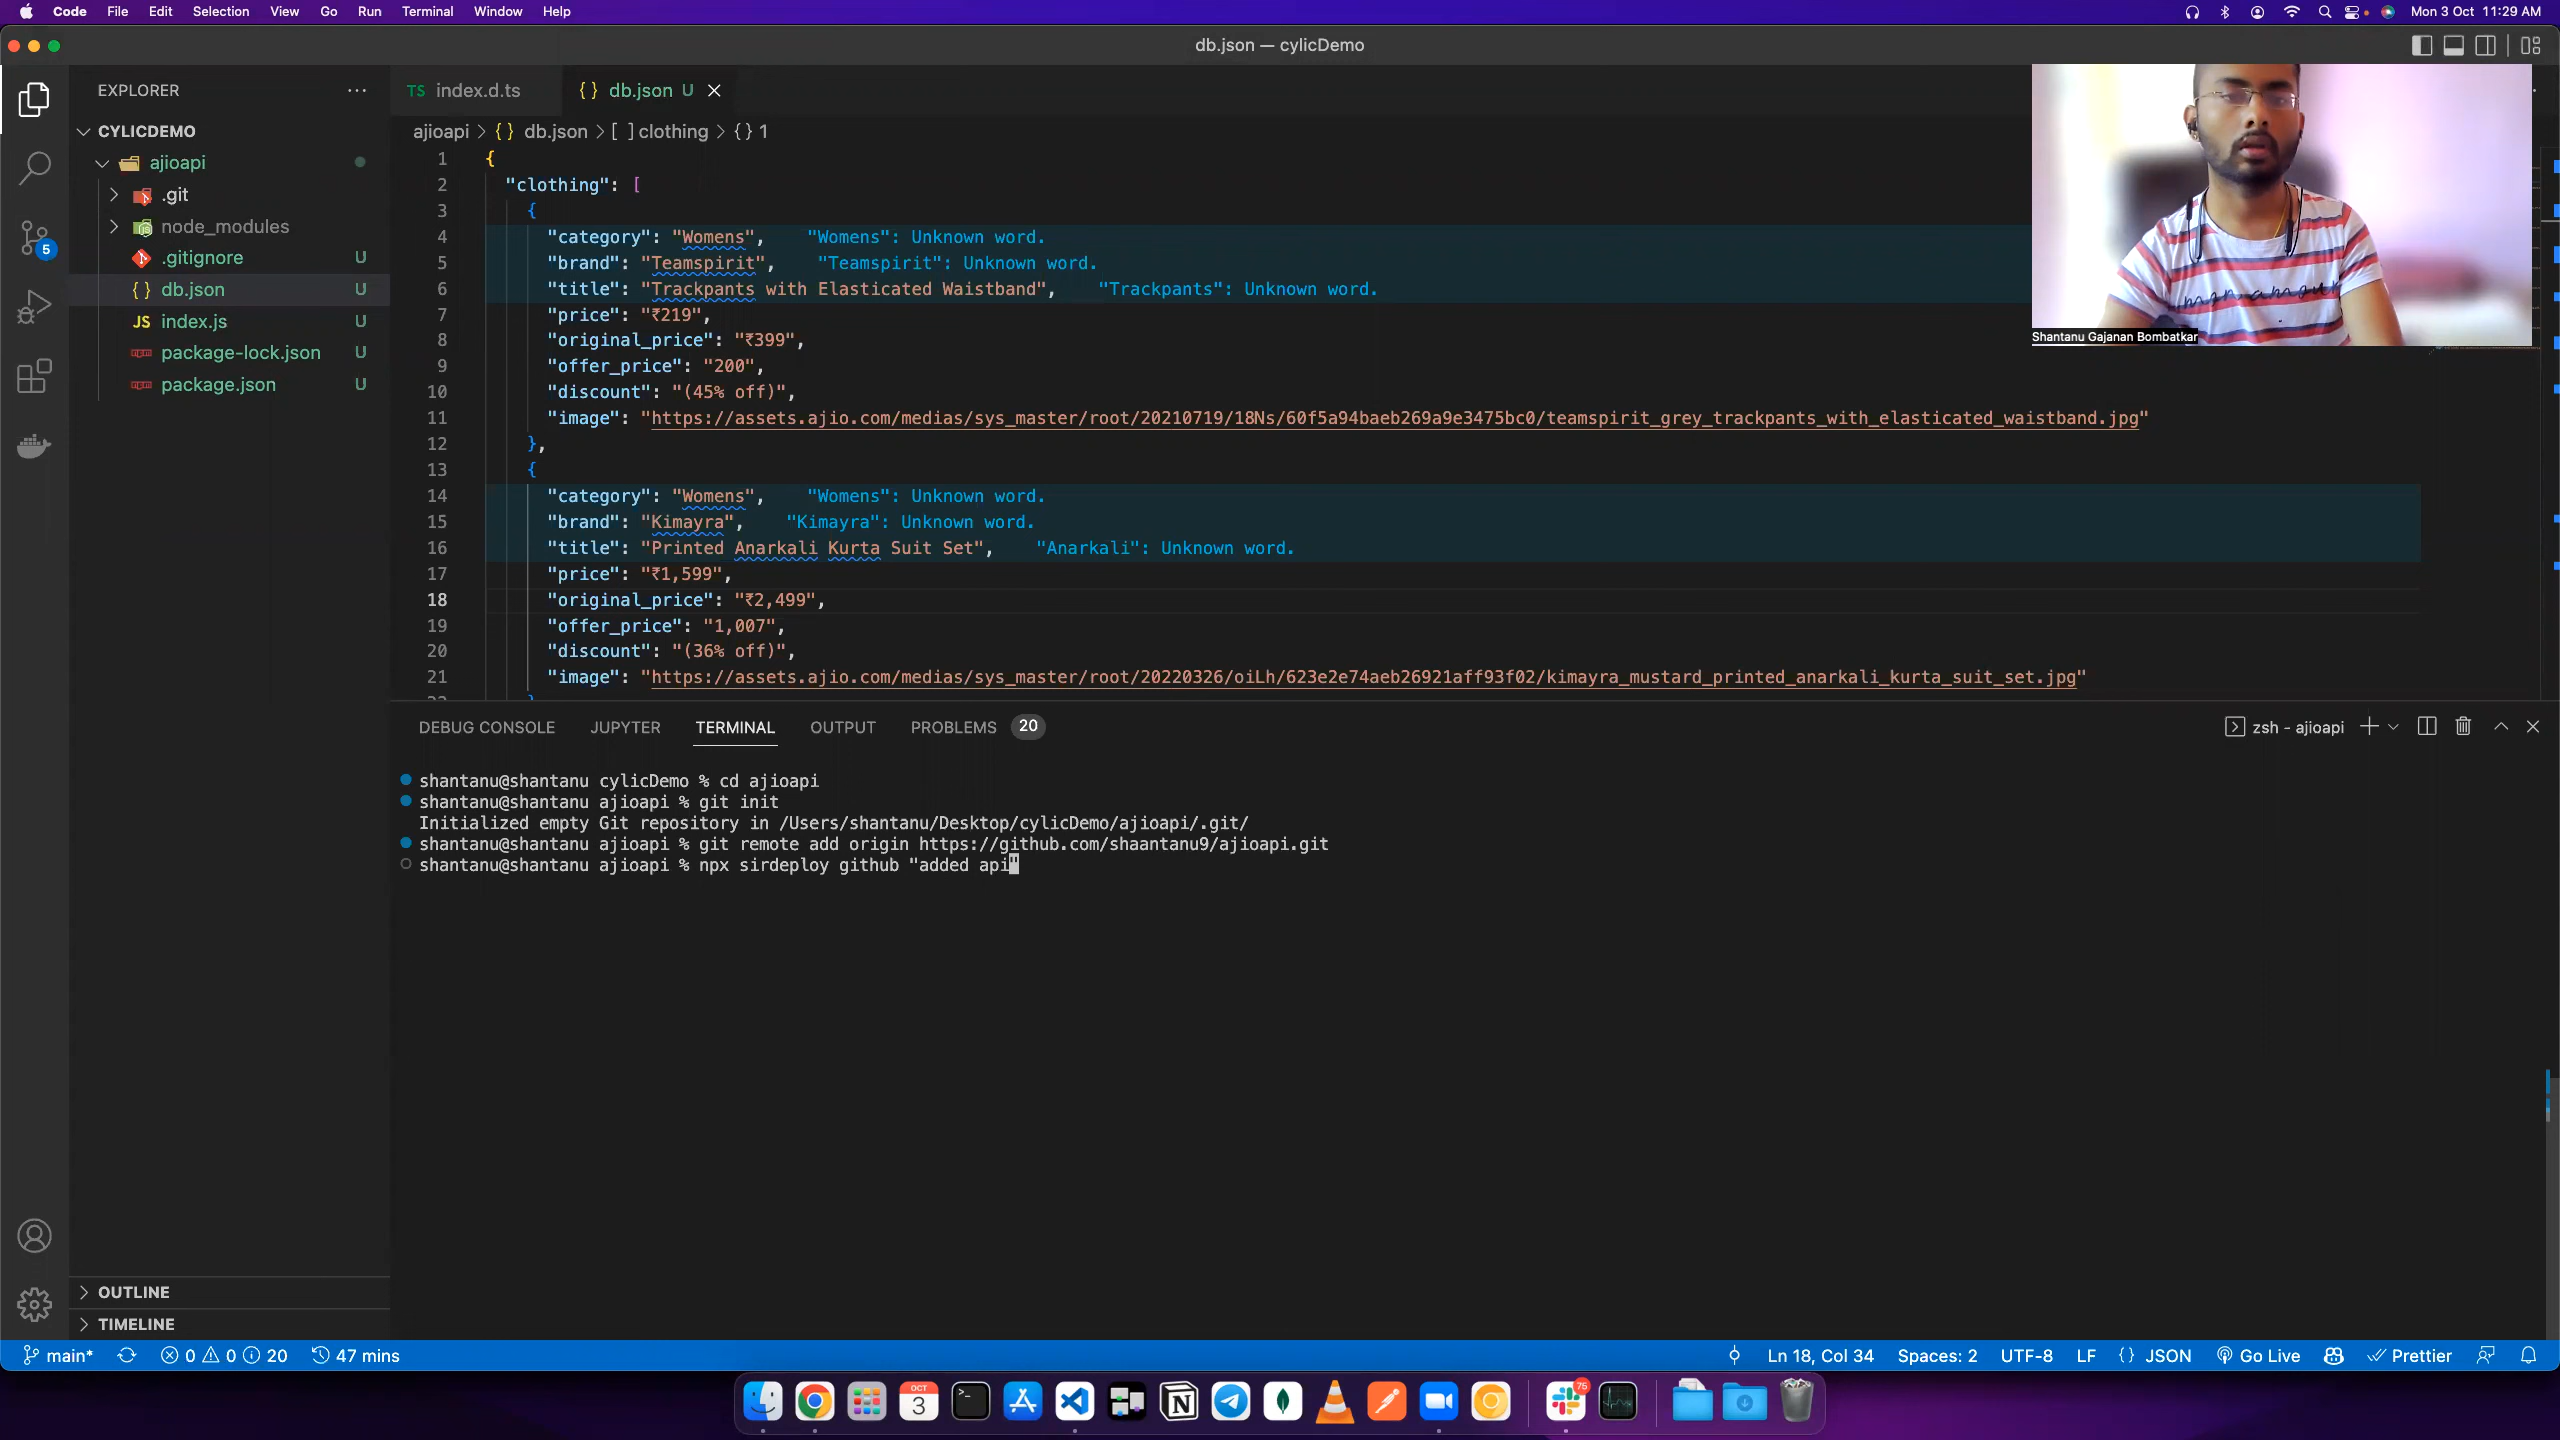 Code File Edit Selection View Go Run Terminal Window Help
Mon 3 Oct 11:29 AM
db.json — cylicDemo
EXPLORER
TS index.d.ts
{} db.json U
CYLICDEMO
ajioapi > {} db.json > [ ] clothing > {} 1
ajioapi
.git
node_modules
.gitignore U
{} db.json U
JS index.js U
package-lock.json U
package.json U
5
1 {
2 "clothing": [
3 {
4 "category": "Womens", "Womens": Unknown word.
5 "brand": "Teamspirit", "Teamspirit": Unknown word.
6 "title": "Trackpants with Elasticated Waistband", "Trackpants": Unknown word.
7 "price": "₹219",
8 "original_price": "₹399",
9 "offer_price": "200",
10 "discount": "(45% off)",
11 "image": "https://assets.ajio.com/medias/sys_master/root/20210719/18Ns/60f5a94baeb269a9e3475bc0/teamspirit_grey_trackpants_with_elasticated_waistband.jpg"
12 },
13 {
14 "category": "Womens", "Womens": Unknown word.
15 "brand": "Kimayra", "Kimayra": Unknown word.
16 "title": "Printed Anarkali Kurta Suit Set", "Anarkali": Unknown word.
17 "price": "₹1,599",
18 "original_price": "₹2,499",
19 "offer_price": "1,007",
20 "discount": "(36% off)",
21 "image": "https://assets.ajio.com/medias/sys_master/root/20220326/oiLh/623e2e74aeb26921aff93f02/kimayra_mustard_printed_anarkali_kurta_suit_set.jpg"
Shantanu Gajanan Bombatkar
DEBUG CONSOLE JUPYTER TERMINAL OUTPUT PROBLEMS 20
zsh - ajioapi
shantanu@shantanu cylicDemo % cd ajioapi
shantanu@shantanu ajioapi % git init
Initialized empty Git repository in /Users/shantanu/Desktop/cylicDemo/ajioapi/.git/
shantanu@shantanu ajioapi % git remote add origin https://github.com/shaantanu9/ajioapi.git
shantanu@shantanu ajioapi % npx sirdeploy github "added api"
OUTLINE
TIMELINE
main* 0 0 20 47 mins
Ln 18, Col 34 Spaces: 2 UTF-8 LF {} JSON Go Live Prettier
OCT
3
75